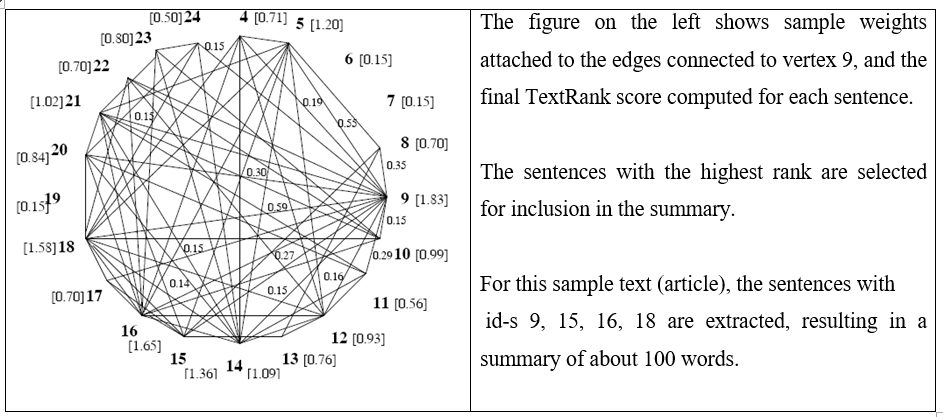 [0.50] 24 4 [0.71] 5 [1.20]
[0.80] 23 0.15
6 [0.15]
[0.70] 22
[1.02] 21 0.19 7 [0.15]
0.15 0.55
8 [0.70]
[0.84] 20 0.35
0.30
[0.15] 19 0.59 9 [1.83]
0.15
[1.58] 18 0.15 0.27 0.29 10 [0.99]
0.14 0.15 0.16
[0.70] 17 11 [0.56]
16 12 [0.93]
[1.65] 15 14 13 [0.76]
[1.36] [1.09]
The figure on the left shows sample weights
attached to the edges connected to vertex 9, and the
final TextRank score computed for each sentence.
The sentences with the highest rank are selected
for inclusion in the summary.
For this sample text (article), the sentences with
id-s 9, 15, 16, 18 are extracted, resulting in a
summary of about 100 words.